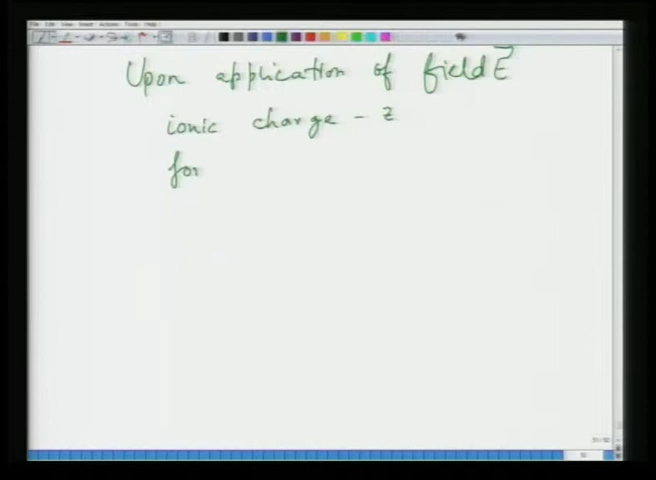 Upon application of field E⃗
ionic charge - z
for